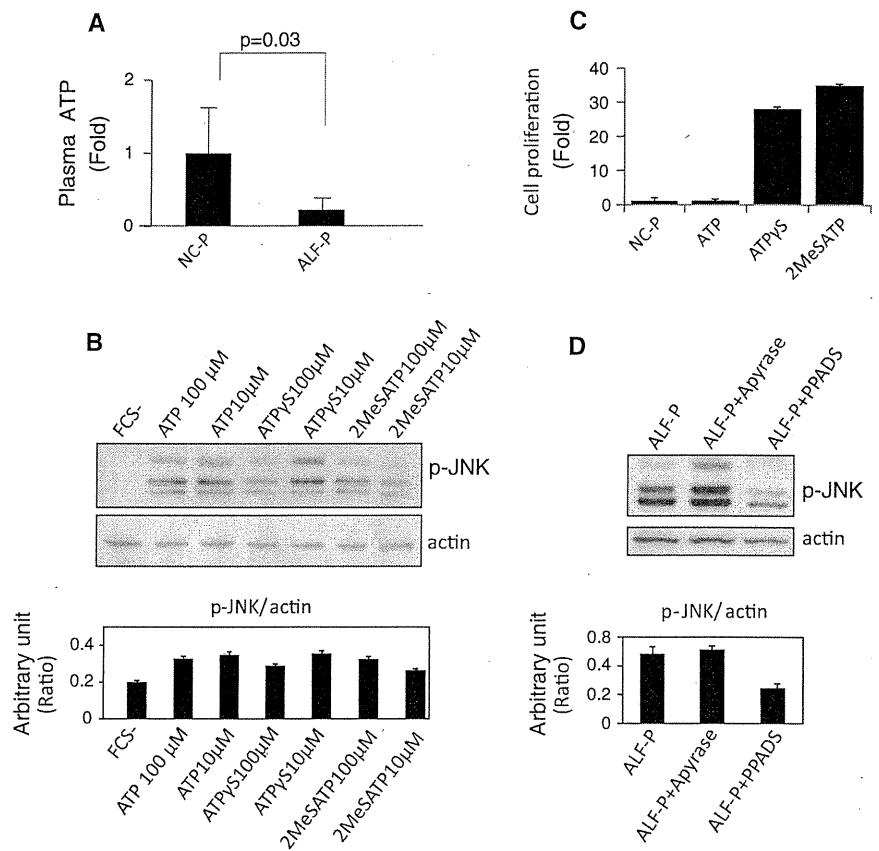 A
p=0.03
Plasma ATP
(Fold)
2
1
0
NC-P
ALF-P
C
Cell proliferation
(Fold)
40
30
20
10
0
NC-P
ATP
ATPγS
2MeSATP
B
FCS-
ATP 100 µM
ATP10µM
ATPγS100µM
ATPγS10µM
2MeSATP100µM
2MeSATP10µM
p-JNK
actin
p-JNK/actin
Arbitrary unit
(Ratio)
0.4
0.2
0
FCS-
ATP 100 µM
ATP10µM
ATPγS100µM
ATPγS10µM
2MeSATP100µM
2MeSATP10µM
D
ALF-P
ALF-P+Apyrase
ALF-P+PPADS
p-JNK
actin
p-JNK/actin
Arbitrary unit
(Ratio)
0.8
0.4
0.2
0
ALF-P
ALF-P+Apyrase
ALF-P+PPADS